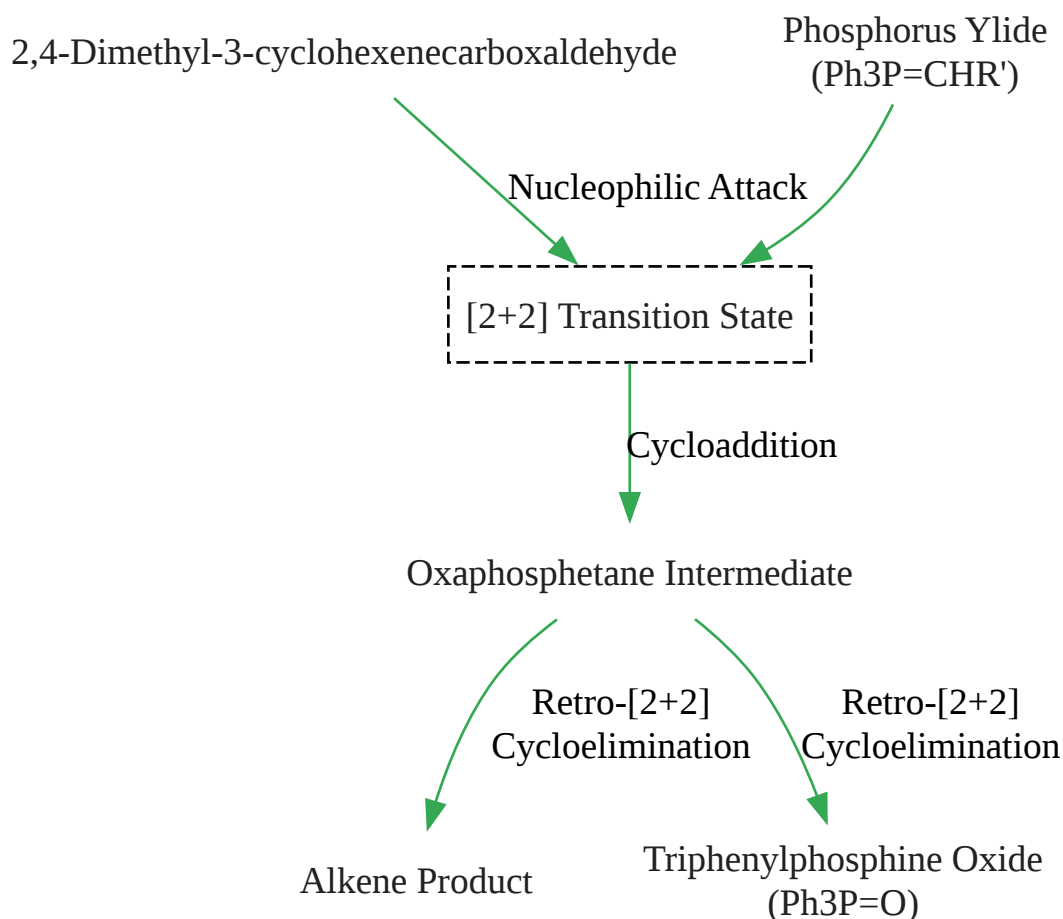 2,4-Dimethyl-3-cyclohexenecarboxaldehyde
Phosphorus Ylide
(Ph3P=CHR')
Nucleophilic Attack
[2+2] Transition State
Cycloaddition
Oxaphosphetane Intermediate
Retro-[2+2]
Cycloelimination
Retro-[2+2]
Cycloelimination
Alkene Product
Triphenylphosphine Oxide
(Ph3P=O)